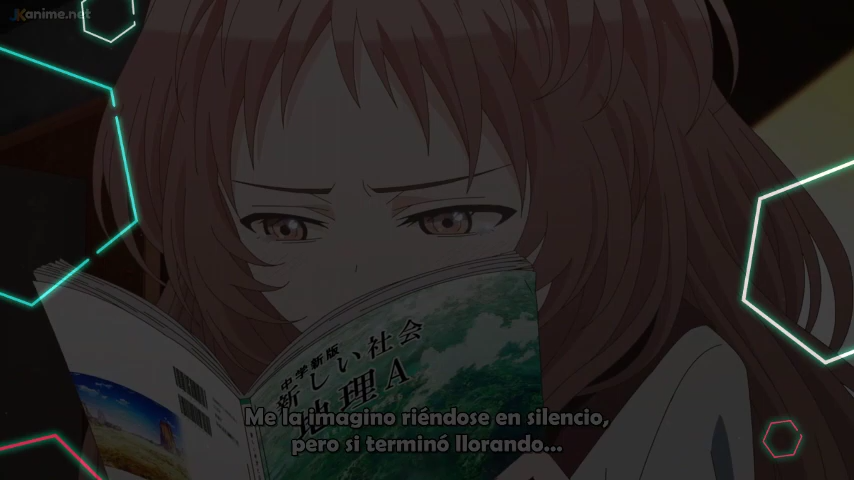 JKanime.net
中学新版
新しい社会
地理A
Me la imagino riéndose en silencio,
pero si terminó llorando...